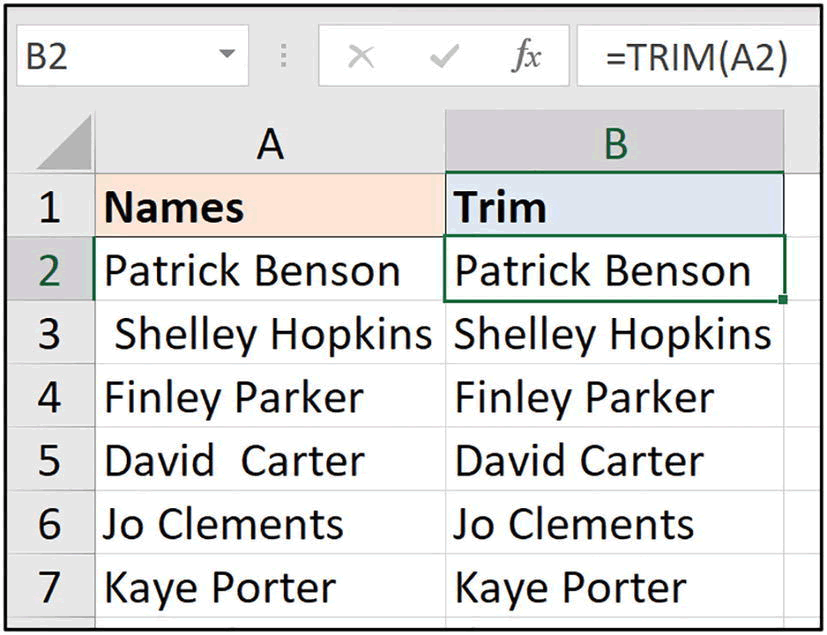 B2 fx =TRIM(A2)
A B
1 Names Trim
2 Patrick Benson Patrick Benson
3  Shelley Hopkins Shelley Hopkins
4 Finley Parker Finley Parker
5 David  Carter David Carter
6 Jo Clements Jo Clements
7 Kaye Porter Kaye Porter